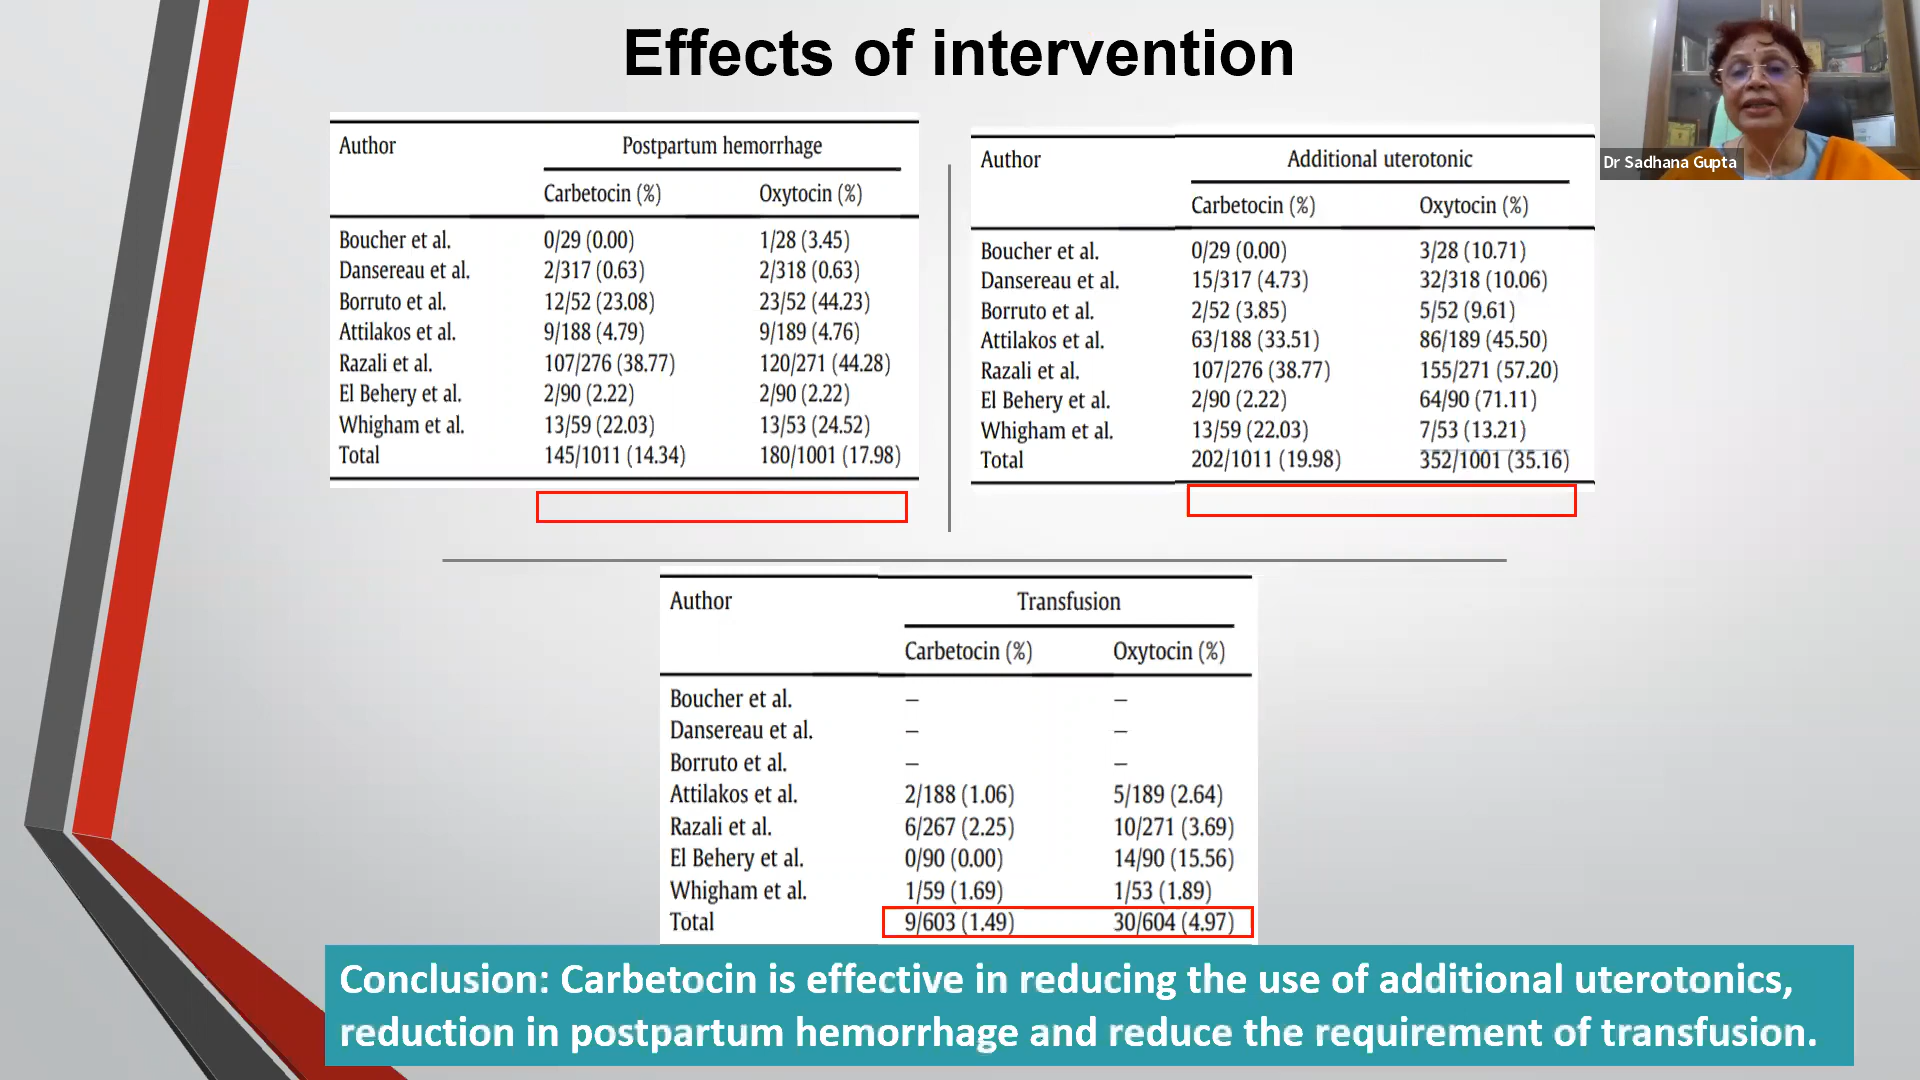 Effects of intervention
Author Postpartum hemorrhage
Carbetocin (%) Oxytocin (%)
Boucher et al. 0/29 (0.00) 1/28 (3.45)
Dansereau et al. 2/317 (0.63) 2/318 (0.63)
Borruto et al. 12/52 (23.08) 23/52 (44.23)
Attilakos et al. 9/188 (4.79) 9/189 (4.76)
Razali et al. 107/276 (38.77) 120/271 (44.28)
El Behery et al. 2/90 (2.22) 2/90 (2.22)
Whigham et al. 13/59 (22.03) 13/53 (24.52)
Total 145/1011 (14.34) 180/1001 (17.98)
Author Additional uterotonic
Carbetocin (%) Oxytocin (%)
Boucher et al. 0/29 (0.00) 3/28 (10.71)
Dansereau et al. 15/317 (4.73) 32/318 (10.06)
Borruto et al. 2/52 (3.85) 5/52 (9.61)
Attilakos et al. 63/188 (33.51) 86/189 (45.50)
Razali et al. 107/276 (38.77) 155/271 (57.20)
El Behery et al. 2/90 (2.22) 64/90 (71.11)
Whigham et al. 13/59 (22.03) 7/53 (13.21)
Total 202/1011 (19.98) 352/1001 (35.16)
Dr Sadhana Gupta
Author Transfusion
Carbetocin (%) Oxytocin (%)
Boucher et al. – –
Dansereau et al. – –
Borruto et al. – –
Attilakos et al. 2/188 (1.06) 5/189 (2.64)
Razali et al. 6/267 (2.25) 10/271 (3.69)
El Behery et al. 0/90 (0.00) 14/90 (15.56)
Whigham et al. 1/59 (1.69) 1/53 (1.89)
Total 9/603 (1.49) 30/604 (4.97)
Conclusion: Carbetocin is effective in reducing the use of additional uterotonics,
reduction in postpartum hemorrhage and reduce the requirement of transfusion.